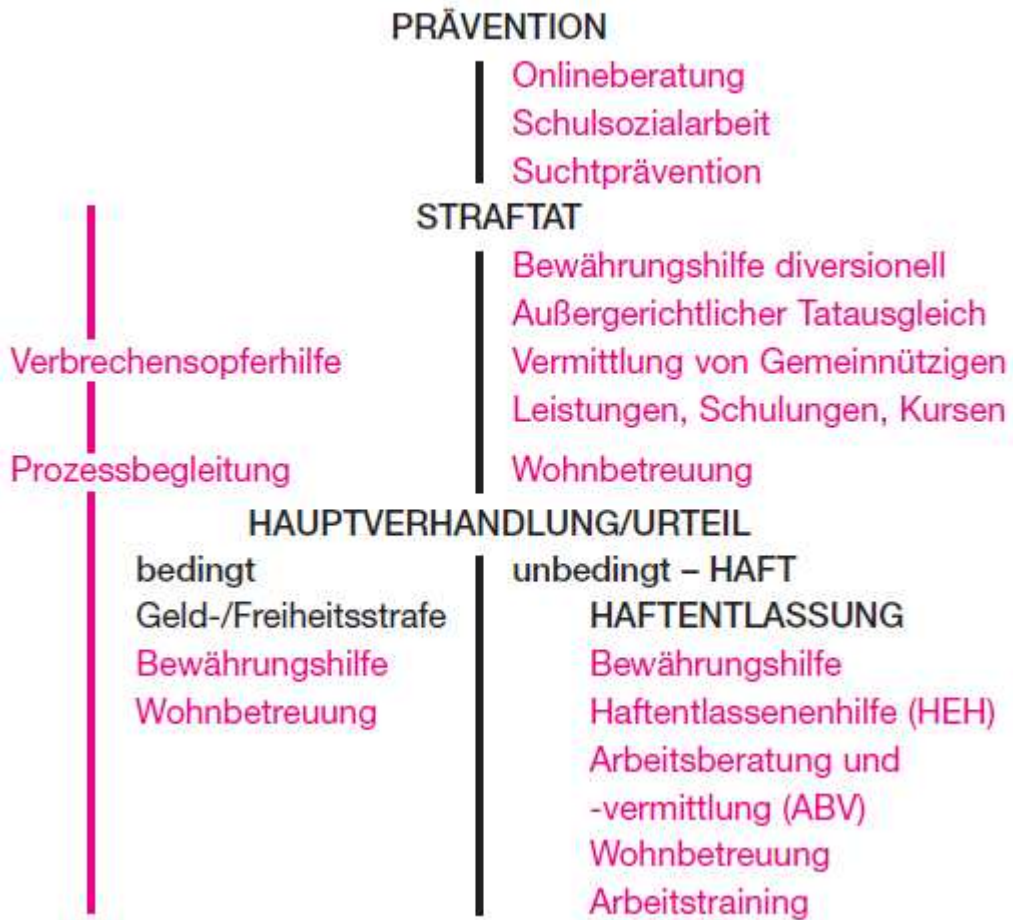 PRÄVENTION
Onlineberatung
Schulsozialarbeit
Suchtprävention
STRAFTAT
Bewährungshilfe diversionell
Außergerichtlicher Tatausgleich
Verbrechensopferhilfe
Vermittlung von Gemeinnützigen
Leistungen, Schulungen, Kursen
Prozessbegleitung
Wohnbetreuung
HAUPTVERHANDLUNG/URTEIL
bedingt
Geld-/Freiheitsstrafe
Bewährungshilfe
Wohnbetreuung
unbedingt – HAFT
HAFTENTLASSUNG
Bewährungshilfe
Haftentlassenenhilfe (HEH)
Arbeitsberatung und
-vermittlung (ABV)
Wohnbetreuung
Arbeitstraining